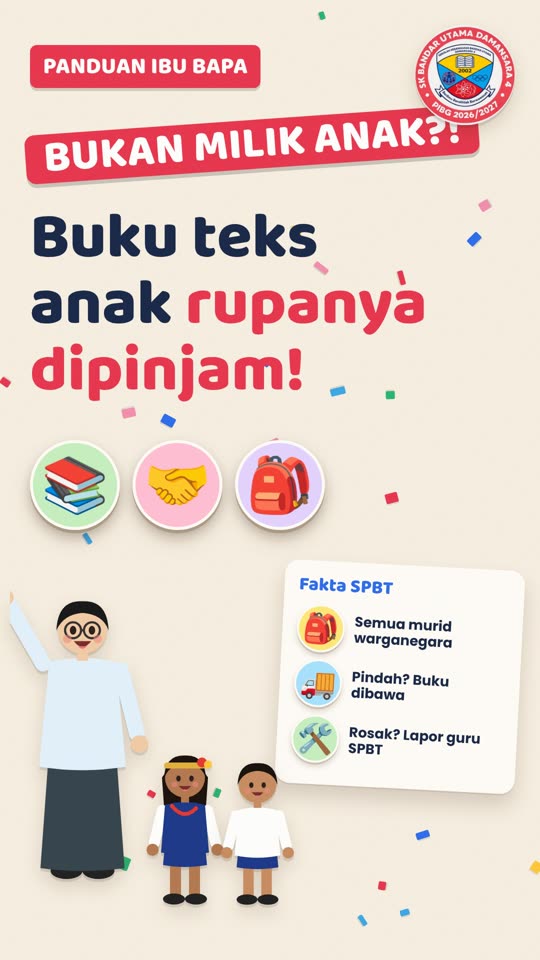 PANDUAN IBU BAPA
SK BANDAR UTAMA DAMANSARA 4
2002
PIBG 2026/2027
BUKAN MILIK ANAK?!
Buku teks
anak rupanya
dipinjam!
Fakta SPBT
Semua murid
warganegara
Pindah? Buku
dibawa
Rosak? Lapor guru
SPBT